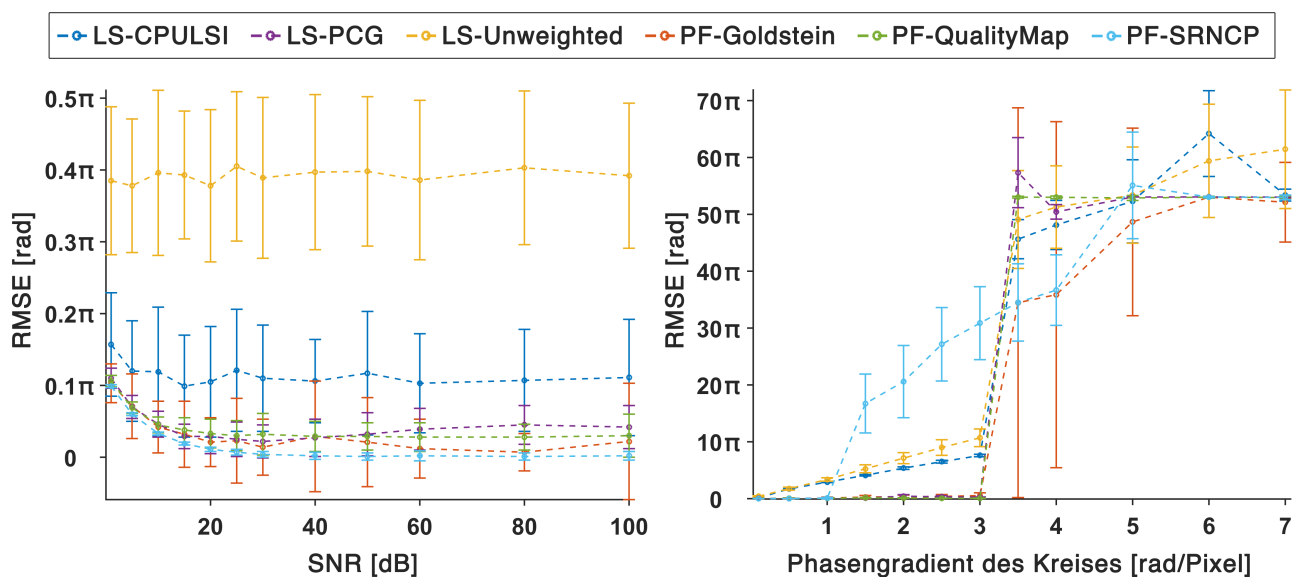 LS-CPULSI LS-PCG LS-Unweighted PF-Goldstein PF-QualityMap PF-SRNCP
0.5π
0.4π
0.3π
0.2π
0.1π
0
RMSE [rad]
20 40 60 80 100
SNR [dB]
70π
60π
50π
40π
30π
20π
10π
0
RMSE [rad]
1 2 3 4 5 6 7
Phasengradient des Kreises [rad/Pixel]